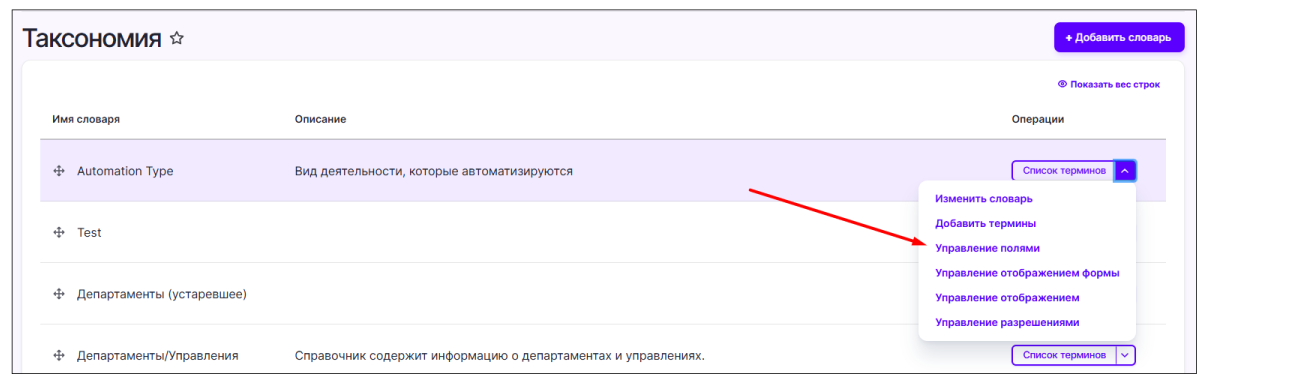 Таксономия
+ Добавить словарь
Показать вес строк
Имя словаря Описание Операции
Automation Type Вид деятельности, которые автоматизируются Список терминов
Изменить словарь
Добавить термины
Test
Управление полями
Управление отображением формы
Департаменты (устаревшее)
Управление отображением
Управление разрешениями
Департаменты/Управления Справочник содержит информацию о департаментах и управлениях. Список терминов